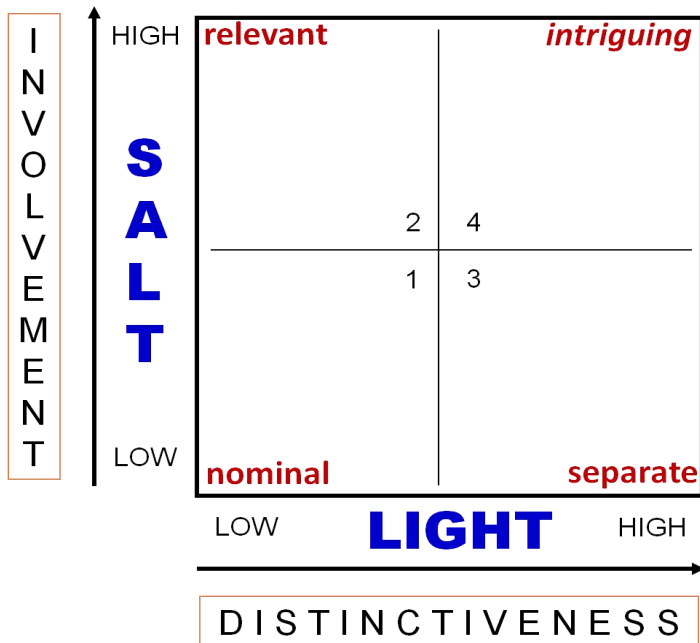 INVOLVEMENT
HIGH
SALT
LOW
relevant
intriguing
2
4
1
3
nominal
separate
LOW
LIGHT
HIGH
DISTINCTIVENESS